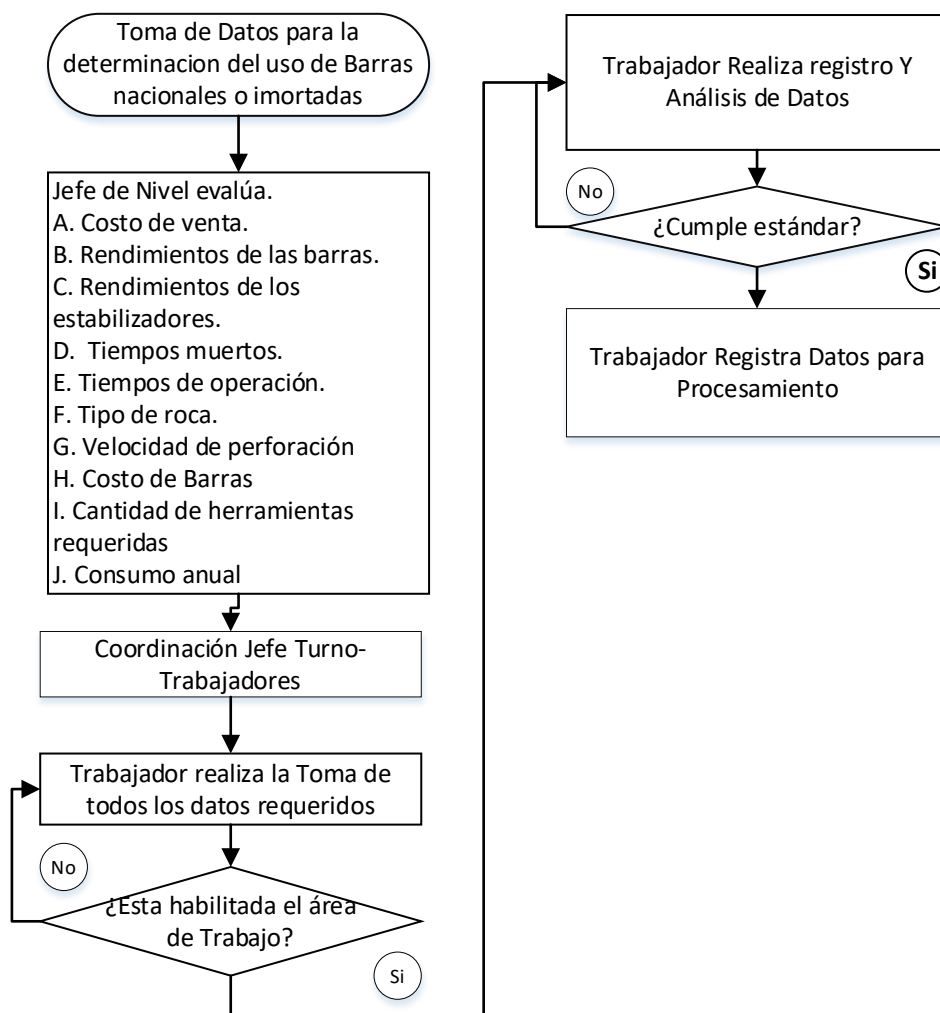 Toma de Datos para la
determinacion del uso de Barras
nacionales o imortadas
Jefe de Nivel evalúa.
A. Costo de venta.
B. Rendimientos de las barras.
C. Rendimientos de los
estabilizadores.
D. Tiempos muertos.
E. Tiempos de operación.
F. Tipo de roca.
G. Velocidad de perforación
H. Costo de Barras
I. Cantidad de herramientas
requeridas
J. Consumo anual
Coordinación Jefe Turno-
Trabajadores
Trabajador realiza la Toma de
todos los datos requeridos
No
¿Esta habilitada el área
de Trabajo?
Si
Trabajador Realiza registro Y
Análisis de Datos
No
¿Cumple estándar?
Si
Trabajador Registra Datos para
Procesamiento